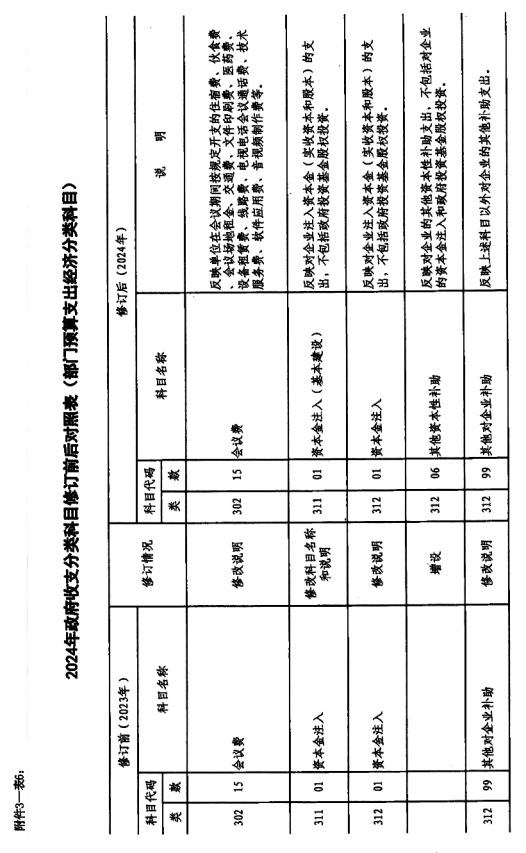 附件3—表6:
2024年政府收支分类科目修订前后对照表（部门预算支出经济分类科目）
修订前（2023年） 修订情况 修订后（2024年）
科目代码 科目名称 科目代码 科目名称 说 明
类 款 类 款
302 15 会议费 修改说明 302 15 会议费 反映单位在会议期间按规定开支的住宿费、伙食费
、会议场地租金、交通费、文件印刷费、医药费、
设备租赁费、线路费、电视电话会议通话费、技术
服务费、软件应用费、音视频制作费等。
311 01 资本金注入 修改科目名称
和说明 311 01 资本金注入（基本建设） 反映对企业注入资本金（实收资本和股本）的支
出，不包括政府投资基金股权投资。
312 01 资本金注入 修改说明 312 01 资本金注入 反映对企业注入资本金（实收资本和股本）的支
出，不包括政府投资基金股权投资。
增设 312 06 其他资本性补助 反映对企业的其他资本性补助支出，不包括对企业
的资本金注入和政府投资基金股权投资。
312 99 其他对企业补助 修改说明 312 99 其他对企业补助 反映上述科目以外对企业的其他补助支出。